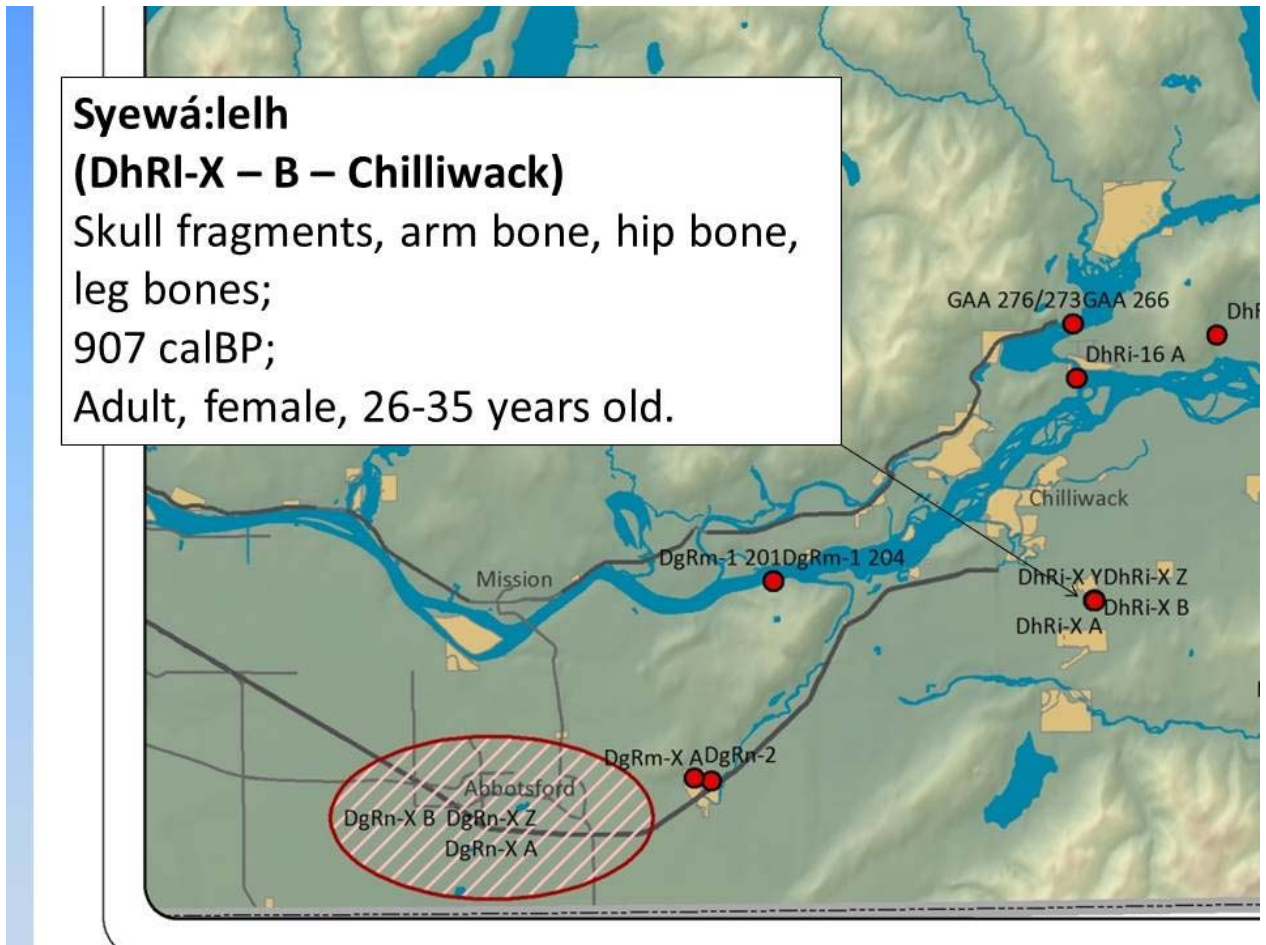 Syewá:lelh
(DhRl-X – B – Chilliwack)
Skull fragments, arm bone, hip bone,
leg bones;
907 calBP;
Adult, female, 26-35 years old.
GAA 276/273GAA 266
DhRi-16 A
Chilliwack
DgRm-1 201DgRm-1 204
Mission
DhRi-X YDhRi-X Z
DhRi-X B
DhRi-X A
DgRm-X ADgRn-2
Abbotsford
DgRn-X B DgRn-X Z
DgRn-X A